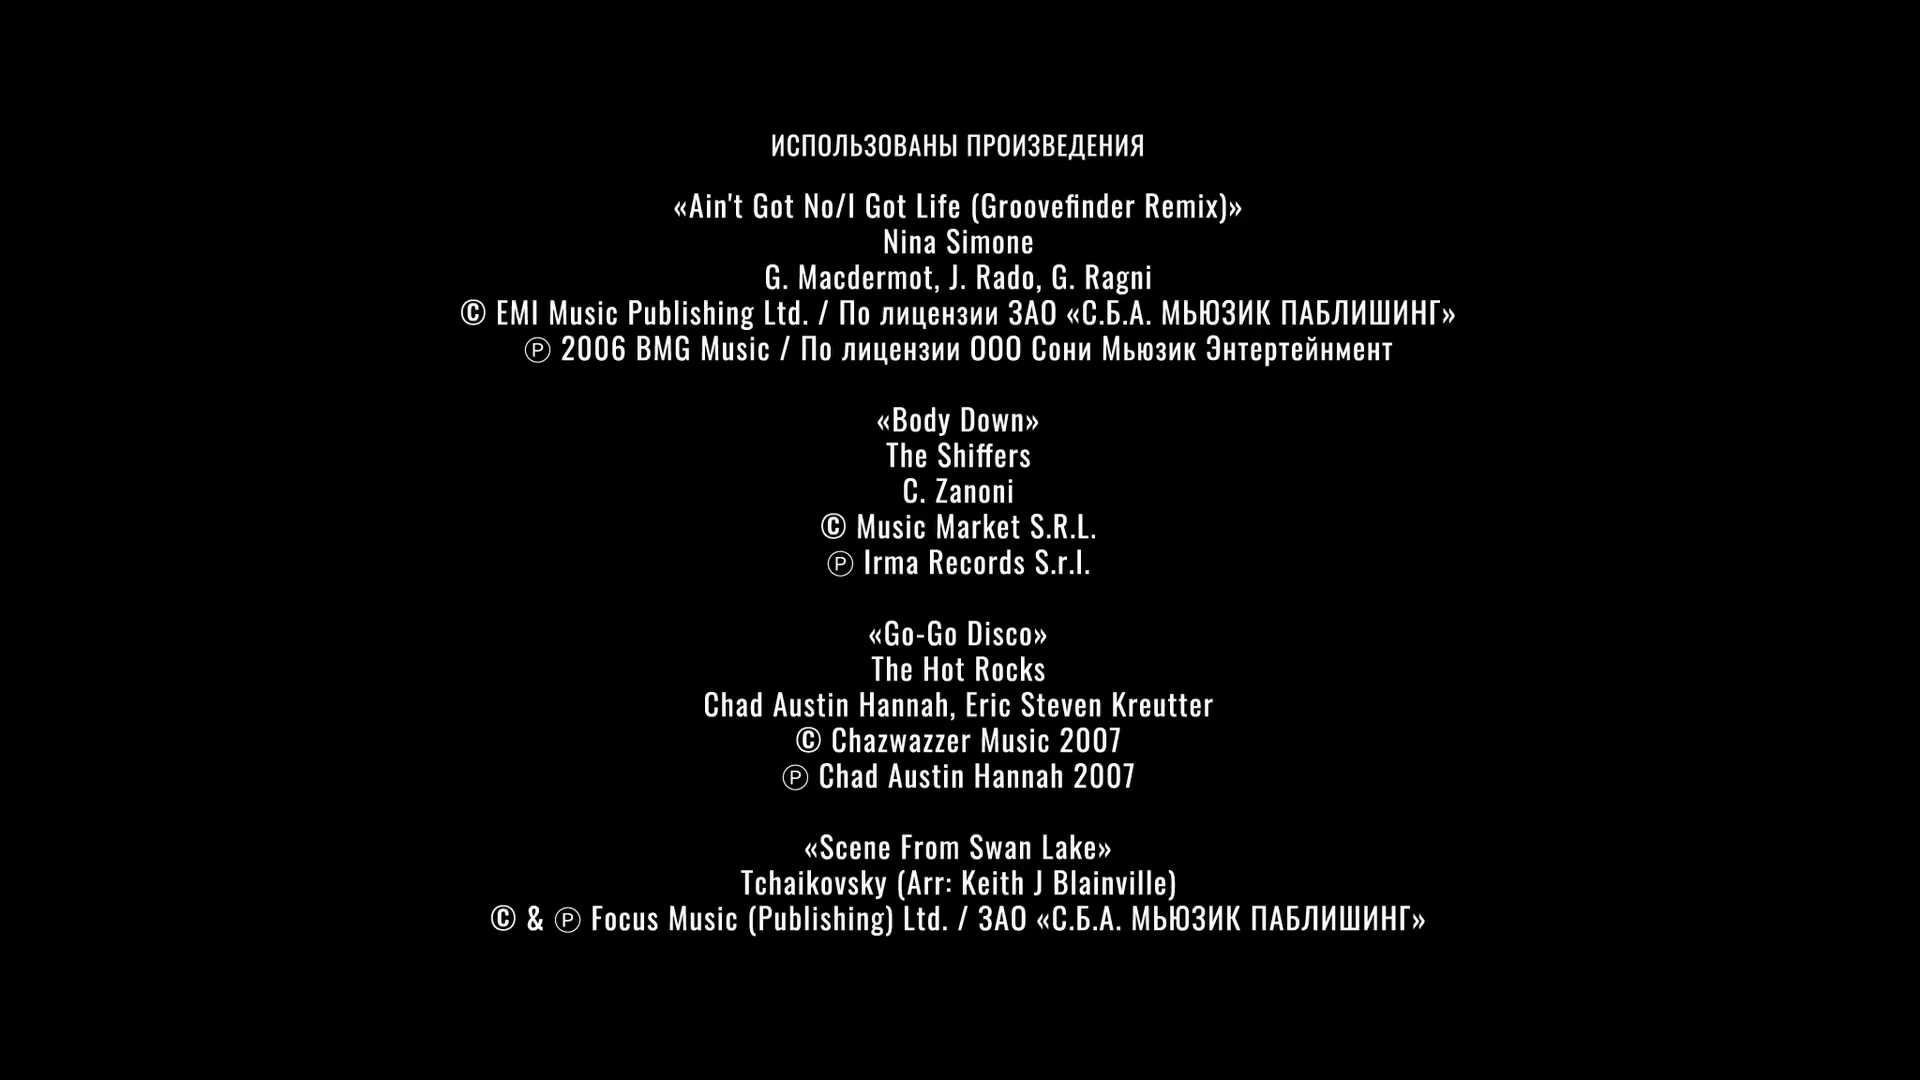 ИСПОЛЬЗОВАНЫ ПРОИЗВЕДЕНИЯ
«Ain't Got No/I Got Life (Groovefinder Remix)»
Nina Simone
G. Macdermot, J. Rado, G. Ragni
© EMI Music Publishing Ltd. / По лицензии ЗАО «С.Б.А. МЬЮЗИК ПАБЛИШИНГ»
℗ 2006 BMG Music / По лицензии ООО Сони Мьюзик Энтертейнмент
«Body Down»
The Shiffers
C. Zanoni
© Music Market S.R.L.
℗ Irma Records S.r.l.
«Go-Go Disco»
The Hot Rocks
Chad Austin Hannah, Eric Steven Kreutter
© Chazwazzer Music 2007
℗ Chad Austin Hannah 2007
«Scene From Swan Lake»
Tchaikovsky (Arr: Keith J Blainville)
© & ℗ Focus Music (Publishing) Ltd. / ЗАО «С.Б.А. МЬЮЗИК ПАБЛИШИНГ»